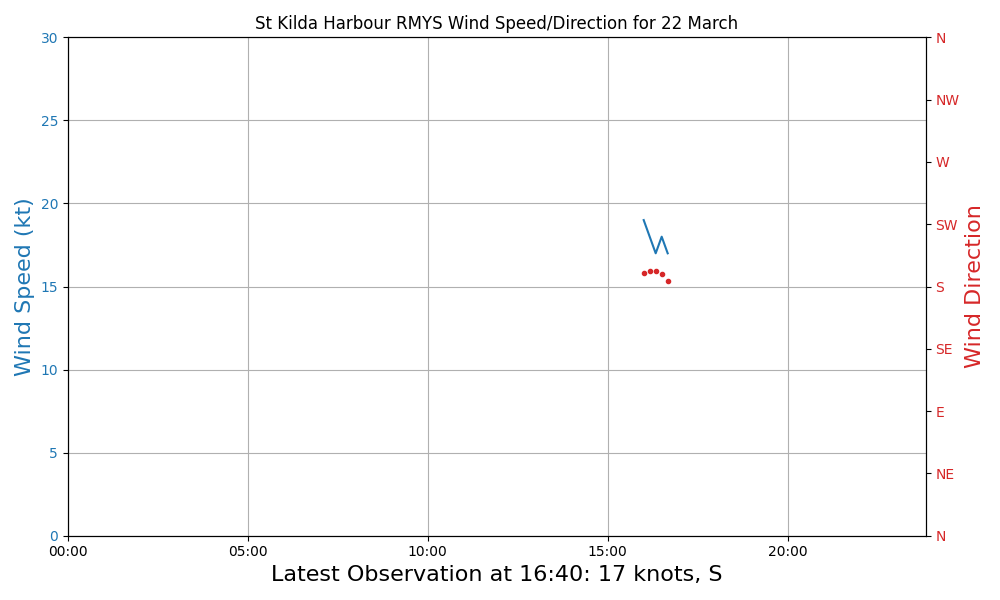 St Kilda Harbour RMYS Wind Speed/Direction for 22 March
30
25
20
15
10
5
0
Wind Speed (kt)
N
NW
W
SW
S
SE
E
NE
N
Wind Direction
00:00
05:00
10:00
15:00
20:00
Latest Observation at 16:40: 17 knots, S